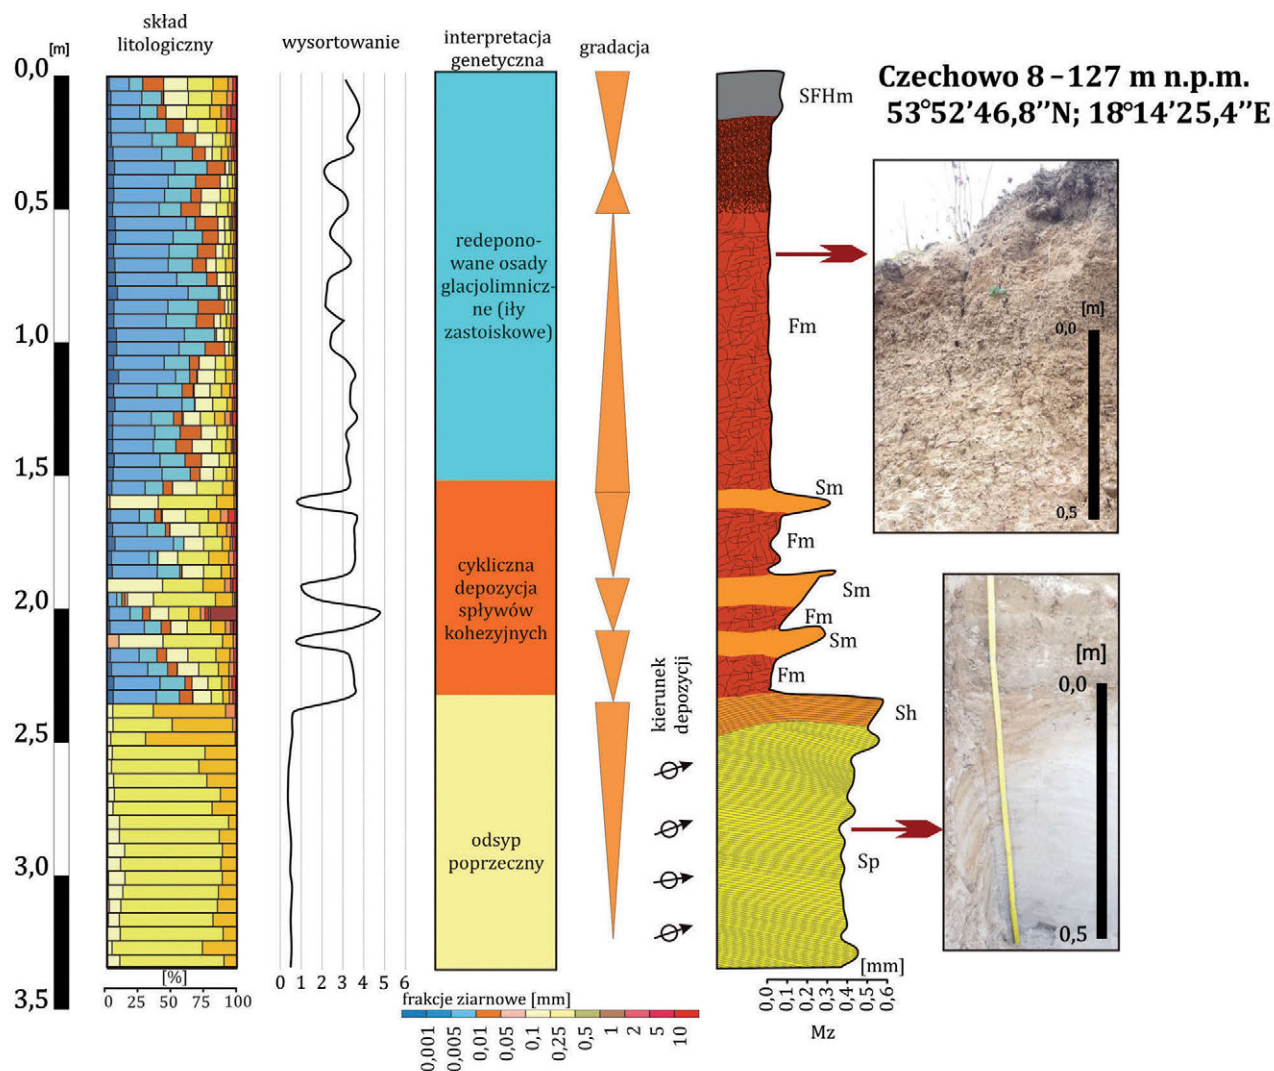 skład
litologiczny
[m]
wysortowanie
interpretacja
genetyczna
gradacja
Czechowo 8 – 127 m n.p.m.
53°52’46,8’’N; 18°14’25,4’’E
0,0
0,5
1,0
1,5
2,0
2,5
3,0
3,5
redepono-
wane osady
glacjolimnicz-
ne (iły
zastoiskowe)
cykliczna
depozycja
spływów
kohezyjnych
odsyp
poprzeczny
kierunek
depozycji
SFHm
Fm
Sm
Fm
Sm
Fm
Sm
Fm
Sh
Sp
[m]
0,0
0,5
[m]
0,0
0,5
[%]
0 25 50 75 100
0 1 2 3 4 5 6
frakcje ziarnowe [mm]
0,001 0,005 0,01 0,05 0,1 0,25 0,5 1 2 5 10
[mm]
0,0 0,1 0,2 0,3 0,4 0,5 0,6
Mz